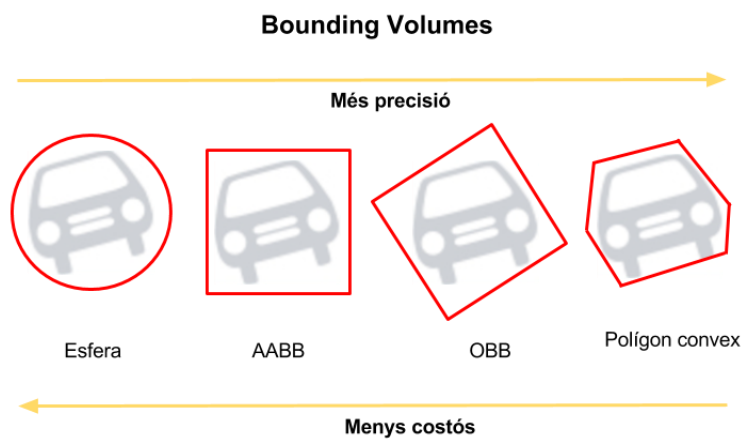 Bounding Volumes
Més precisió
Esfera
AABB
OBB
Polígon convex
Menys costós